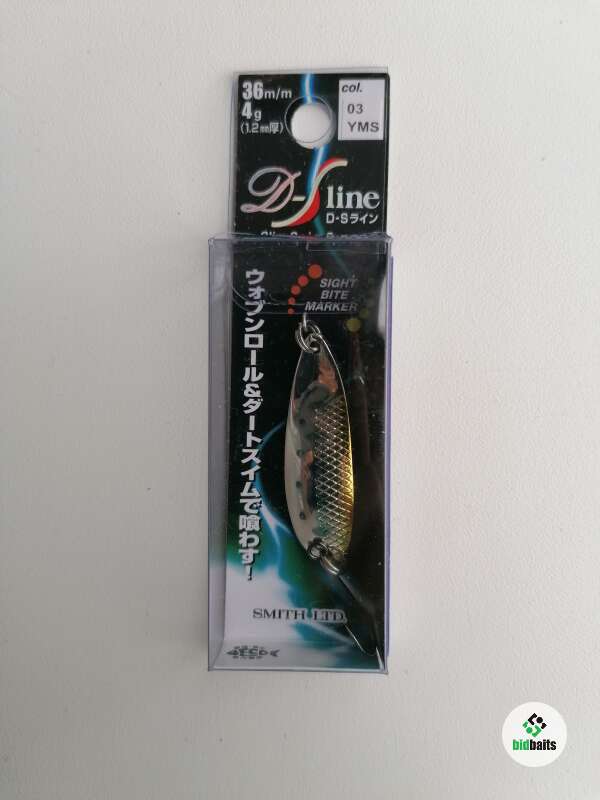 36m/m
4g
(1.2mm厚)
col.
03
YMS
D-S line
D-Sライン
SIGHT
BITE
MARKER
ウォブンロール&ダートスイムで喰わす!
SMITH LTD.
bidbaits